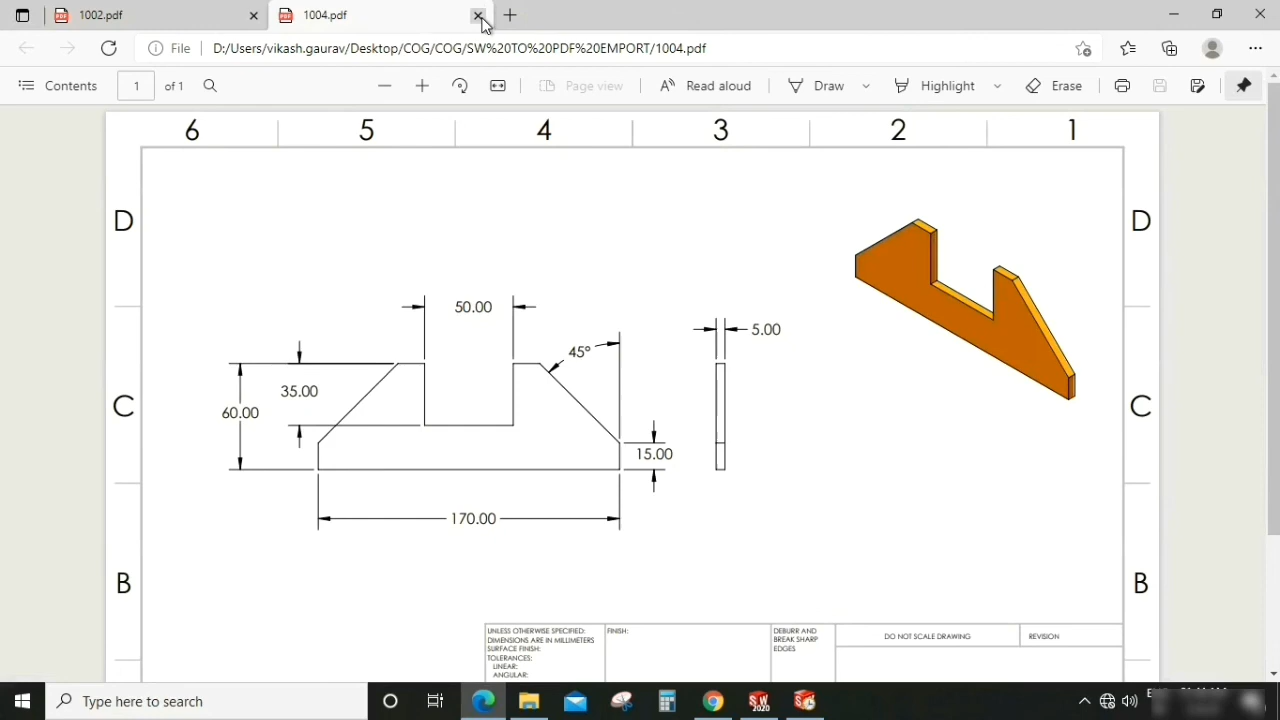 1002.pdf
1004.pdf
File
D:/Users/vikash.gaurav/Desktop/COG/COG/SW%20TO%20PDF%20EMPORT/1004.pdf
Contents
1
of 1
Page view
Read aloud
Draw
Highlight
Erase
6 5 4 3 2 1
D D
50.00
5.00
45°
35.00
60.00
C C
15.00
170.00
B B
UNLESS OTHERWISE SPECIFIED:
DIMENSIONS ARE IN MILLIMETERS
SURFACE FINISH:
TOLERANCES:
LINEAR:
ANGULAR:
FINISH:
DEBURR AND
BREAK SHARP
EDGES
DO NOT SCALE DRAWING
REVISION
Type here to search
SW
2020